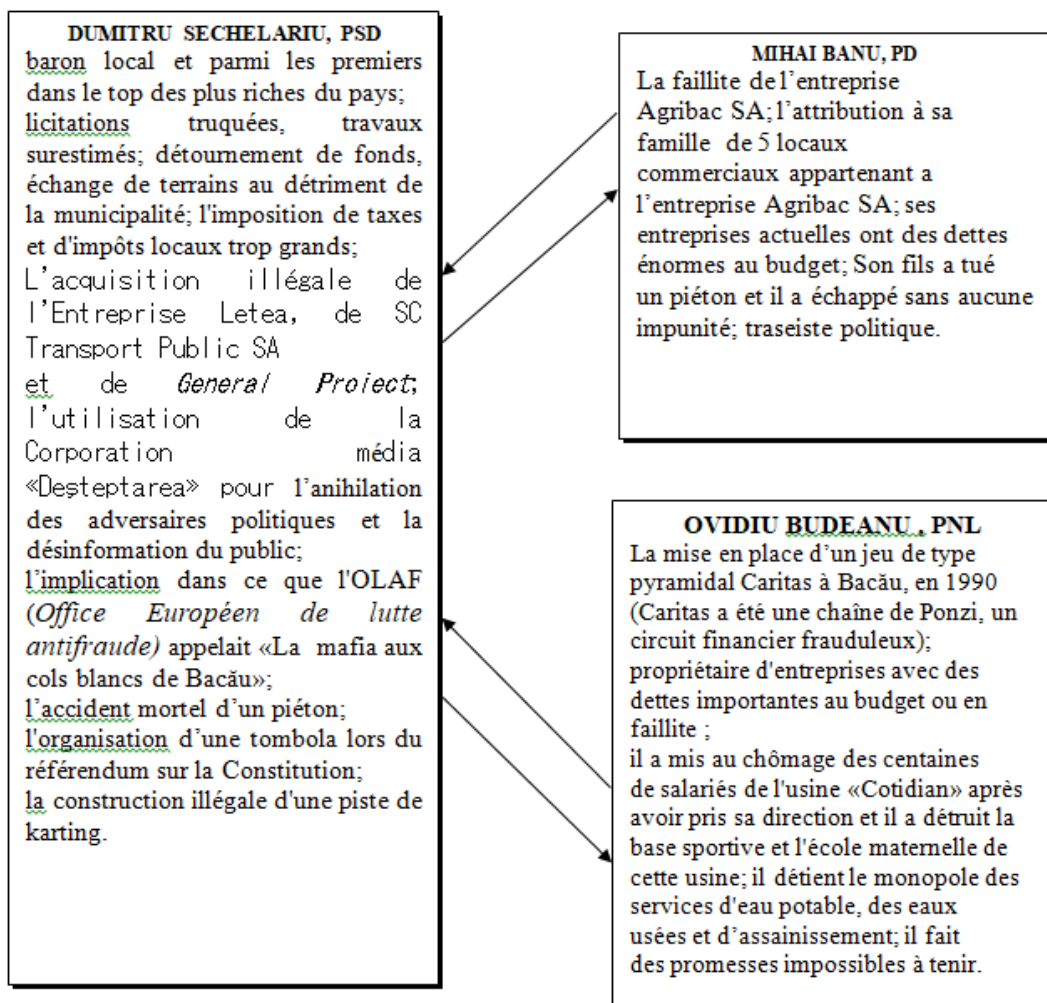 DUMITRU SECHELARIU, PSD
baron local et parmi les premiers
dans le top des plus riches du pays;
licitations truquées, travaux
surestimés; détournement de fonds,
échange de terrains au détriment de
la municipalité; l'imposition de taxes
et d'impôts locaux trop grands;
L'acquisition illégale de
l'Entreprise Letea, de SC
Transport Public SA
et de General Proiect;
l'utilisation de la
Corporation média
«Deşteptarea» pour l'anihilation
des adversaires politiques et la
désinformation du public;
l'implication dans ce que l'OLAF
(Office Européen de lutte
antifraude) appelait «La mafia aux
cols blancs de Bacău»;
l'accident mortel d'un piéton;
l'organisation d'une tombola lors du
référendum sur la Constitution;
la construction illégale d'une piste de
karting.
MIHAI BANU, PD
La faillite de l'entreprise
Agribac SA; l'attribution à sa
famille de 5 locaux
commerciaux appartenant a
l'entreprise Agribac SA; ses
entreprises actuelles ont des dettes
énormes au budget; Son fils a tué
un piéton et il a échappé sans aucune
impunité; traseiste politique.
OVIDIU BUDEANU , PNL
La mise en place d'un jeu de type
pyramidal Caritas à Bacău, en 1990
(Caritas a été une chaîne de Ponzi, un
circuit financier frauduleux);
propriétaire d'entreprises avec des
dettes importantes au budget ou en
faillite ;
il a mis au chômage des centaines
de salariés de l'usine «Cotidian» après
avoir pris sa direction et il a détruit la
base sportive et l'école maternelle de
cette usine; il détient le monopole des
services d'eau potable, des eaux
usées et d'assainissement; il fait
des promesses impossibles à tenir.